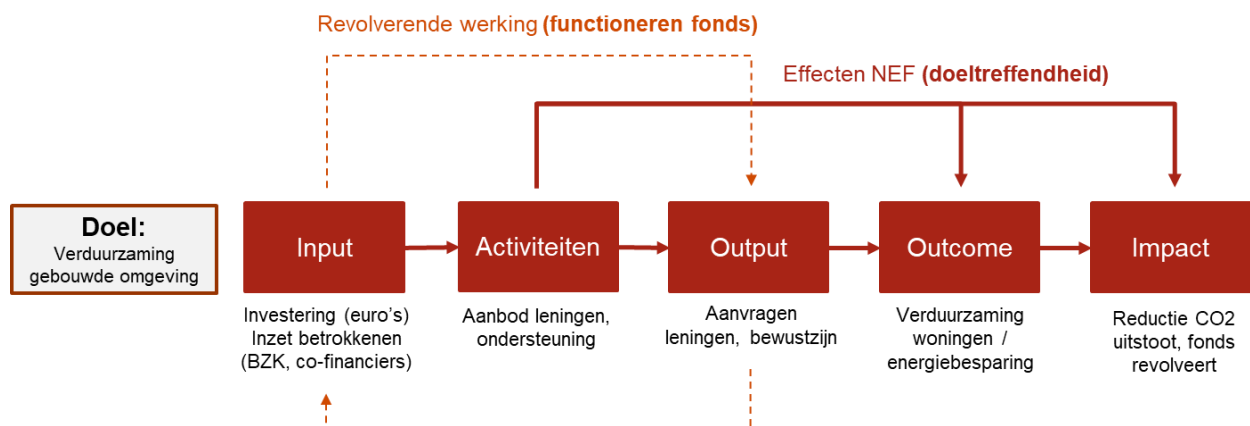 Revolverende werking (functioneren fonds)
Effecten NEF (doeltreffendheid)
Doel:
Verduurzaming
gebouwde omgeving
Input
Activiteiten
Output
Outcome
Impact
Investering (euro's)
Inzet betrokkenen
(BZK, co-financiers)
Aanbod leningen,
ondersteuning
Aanvragen
leningen, bewustzijn
Verduurzaming
woningen /
energiebesparing
Reductie CO2
uitstoot, fonds
revolveert